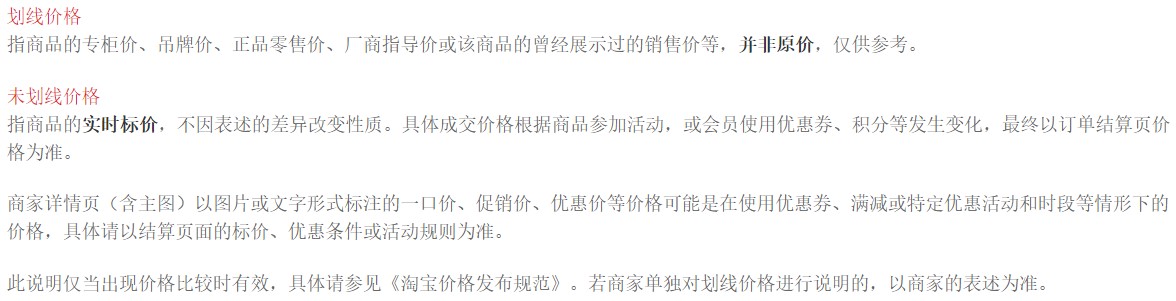 划线价格
指商品的专柜价、吊牌价、正品零售价、厂商指导价或该商品的曾经展示过的销售价等，并非原价，仅供参考。
未划线价格
指商品的实时标价，不因表述的差异改变性质。具体成交价格根据商品参加活动，或会员使用优惠券、积分等发生变化，最终以订单结算页价
格为准。
商家详情页（含主图）以图片或文字形式标注的一口价、促销价、优惠价等价格可能是在使用优惠券、满减或特定优惠活动和时段等情形下的
价格，具体请以结算页面的标价、优惠条件或活动规则为准。
此说明仅当出现价格比较时有效，具体请参见《淘宝价格发布规范》。若商家单独对划线价格进行说明的，以商家的表述为准。